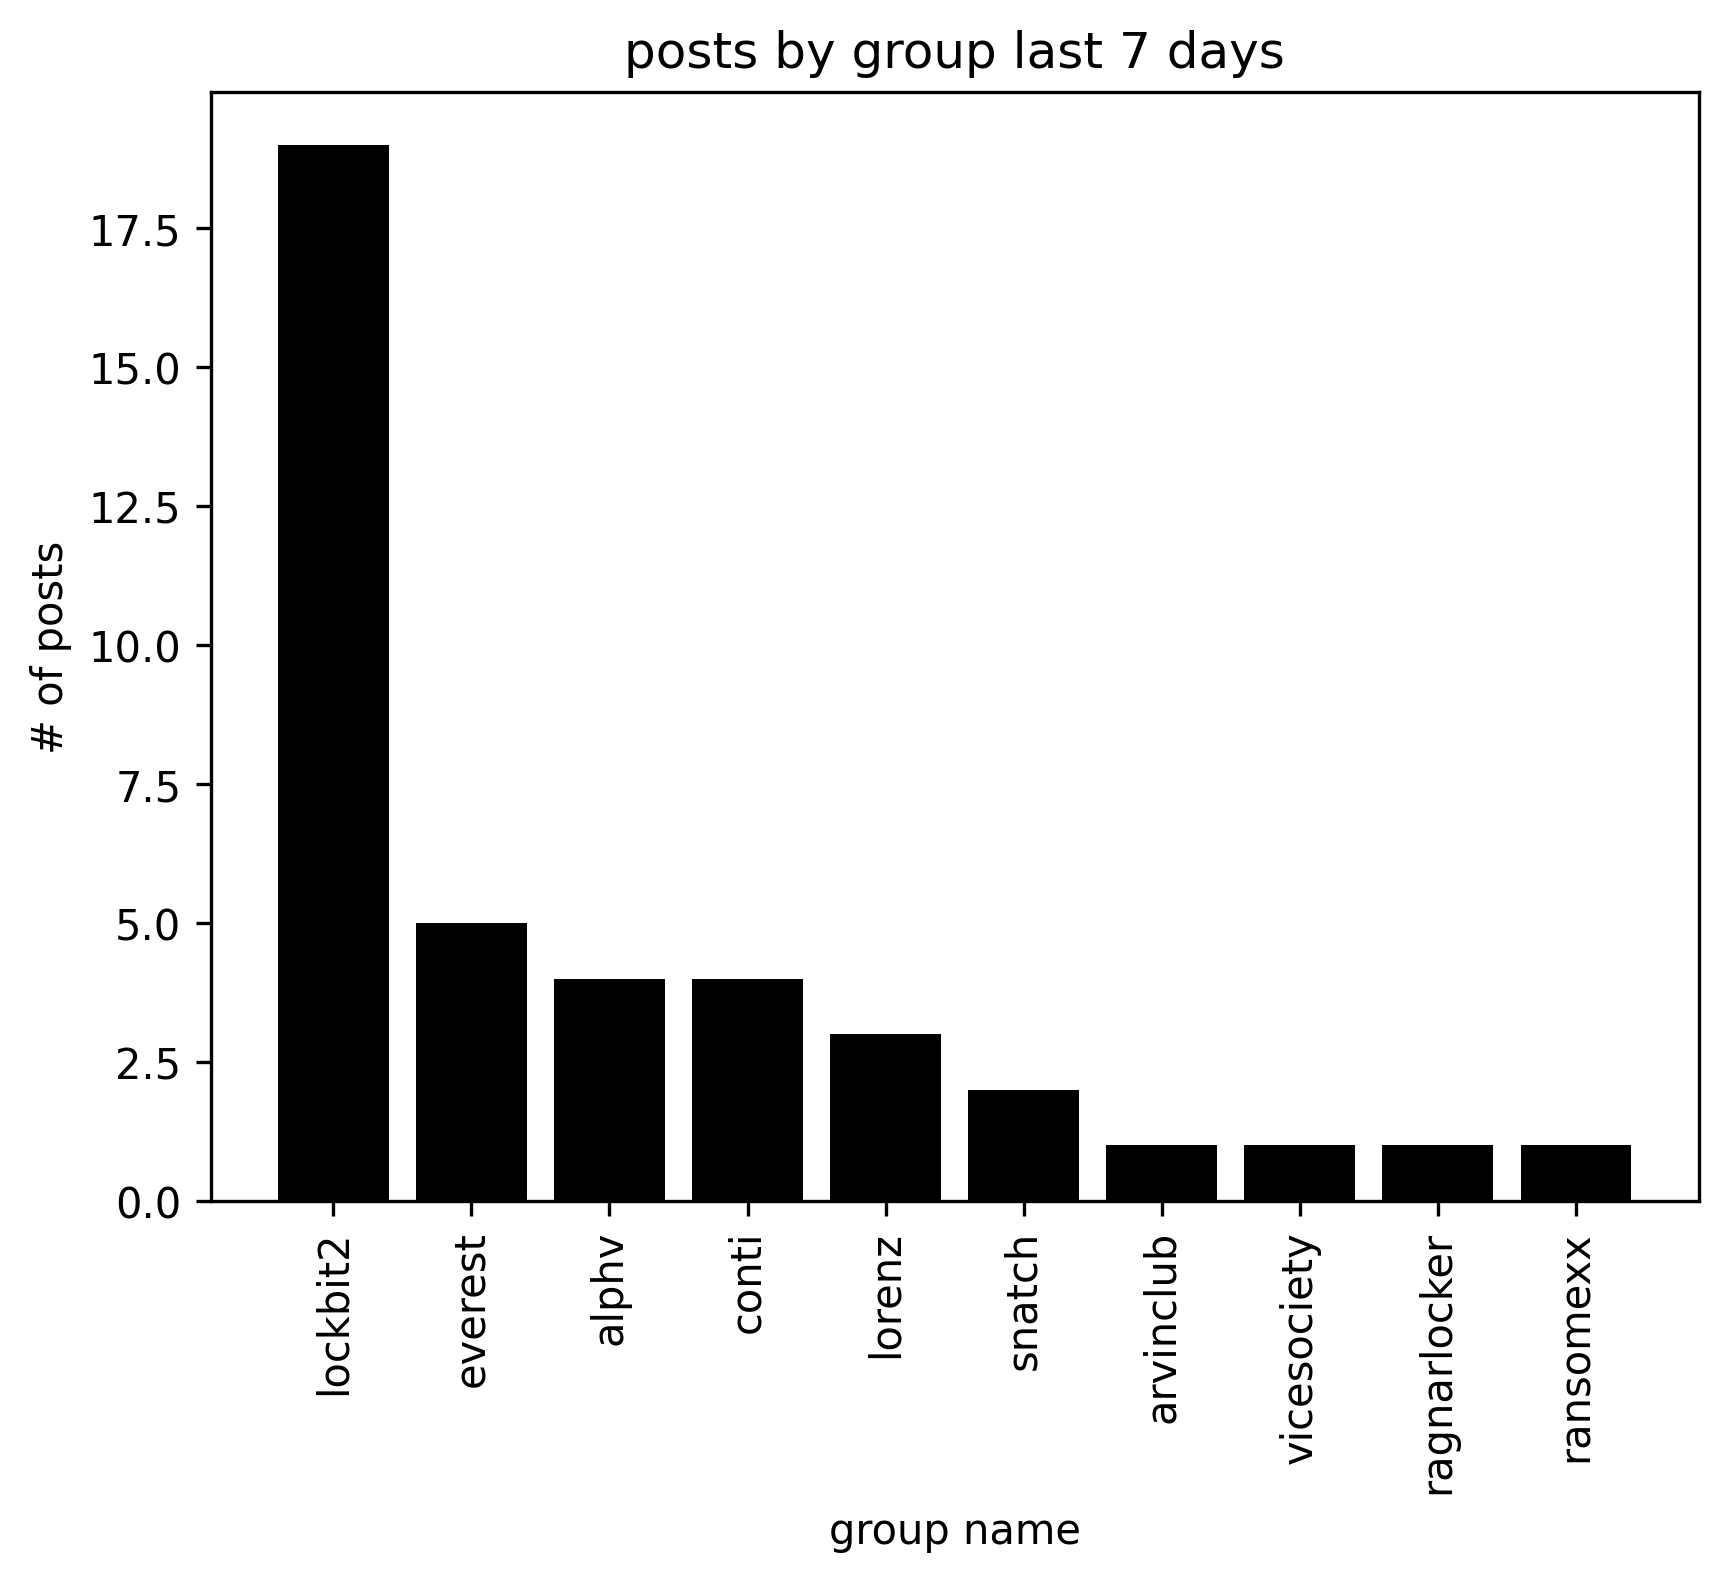 posts by group last 7 days
# of posts
17.5
15.0
12.5
10.0
7.5
5.0
2.5
0.0
lockbit2
everest
alphv
conti
lorenz
snatch
arvinclub
vicesociety
ragnarlocker
ransomexx
group name